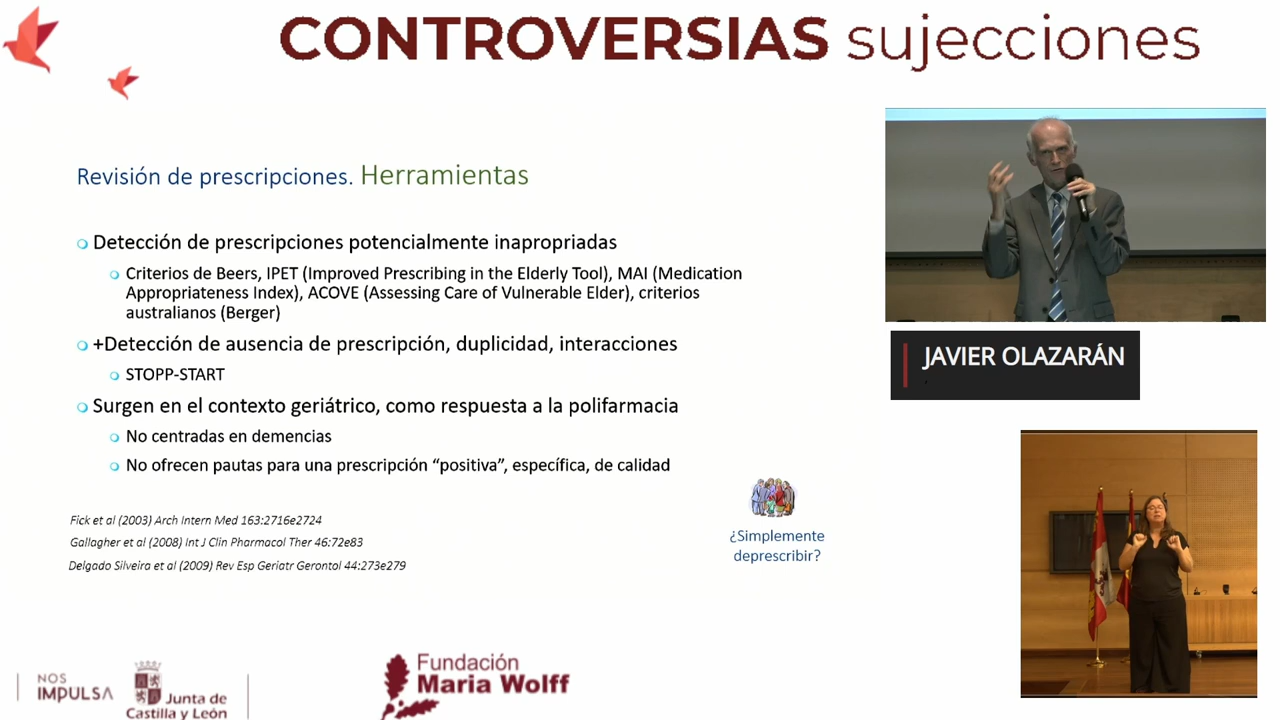 CONTROVERSIAS sujecciones
Revisión de prescripciones. Herramientas
Detección de prescripciones potencialmente inapropiadas
Criterios de Beers, IPET (Improved Prescribing in the Elderly Tool), MAI (Medication
Appropriateness Index), ACOVE (Assessing Care of Vulnerable Elder), criterios
australianos (Berger)
+Detección de ausencia de prescripción, duplicidad, interacciones
STOPP-START
Surgen en el contexto geriátrico, como respuesta a la polifarmacia
No centradas en demencias
No ofrecen pautas para una prescripción “positiva”, específica, de calidad
¿Simplemente
deprescribir?
Fick et al (2003) Arch Intern Med 163:2716e2724
Gallagher et al (2008) Int J Clin Pharmacol Ther 46:72e83
Delgado Silveira et al (2009) Rev Esp Geriatr Gerontol 44:273e279
JAVIER OLAZARÁN
NOS
IMPULSA
Junta de
Castilla y León
Fundación
Maria Wolff